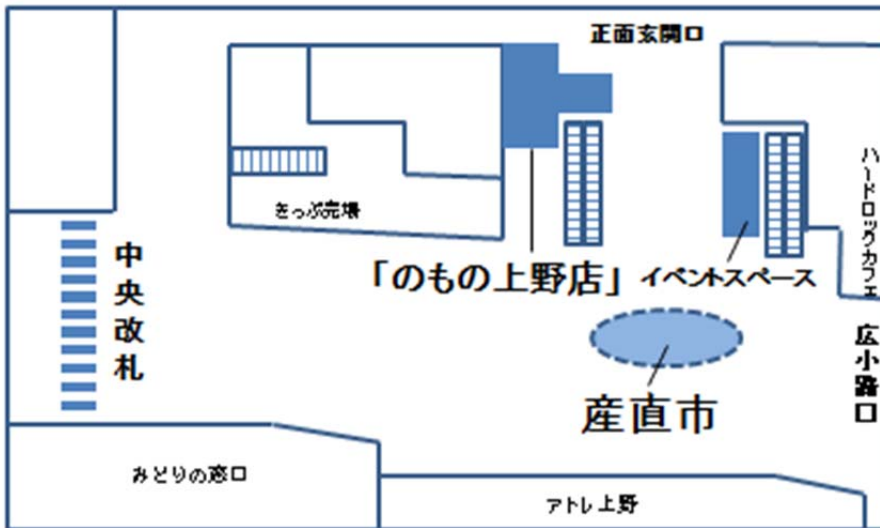 正面玄関口
ハードロックカフェ
きっぷ売場
中央改札
「のもの上野店」
イベントスペース
広小路口
産直市
みどりの窓口
アトレ上野